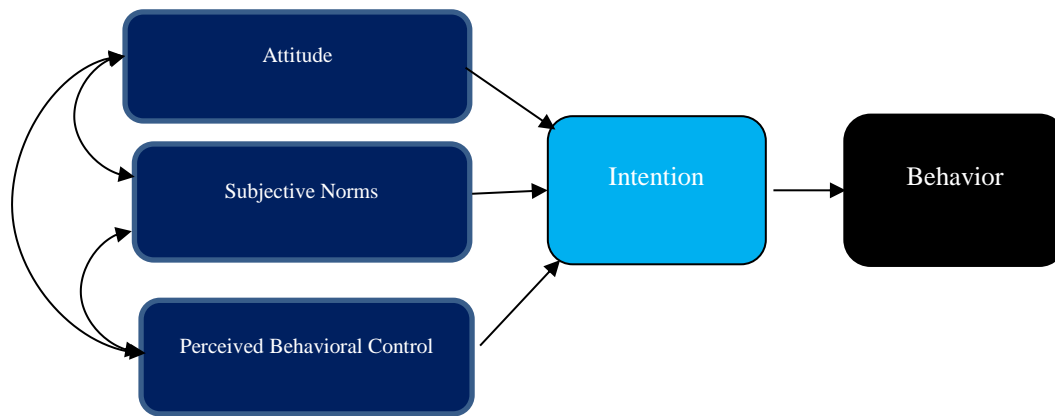 Attitude
Subjective Norms
Perceived Behavioral Control
Intention
Behavior